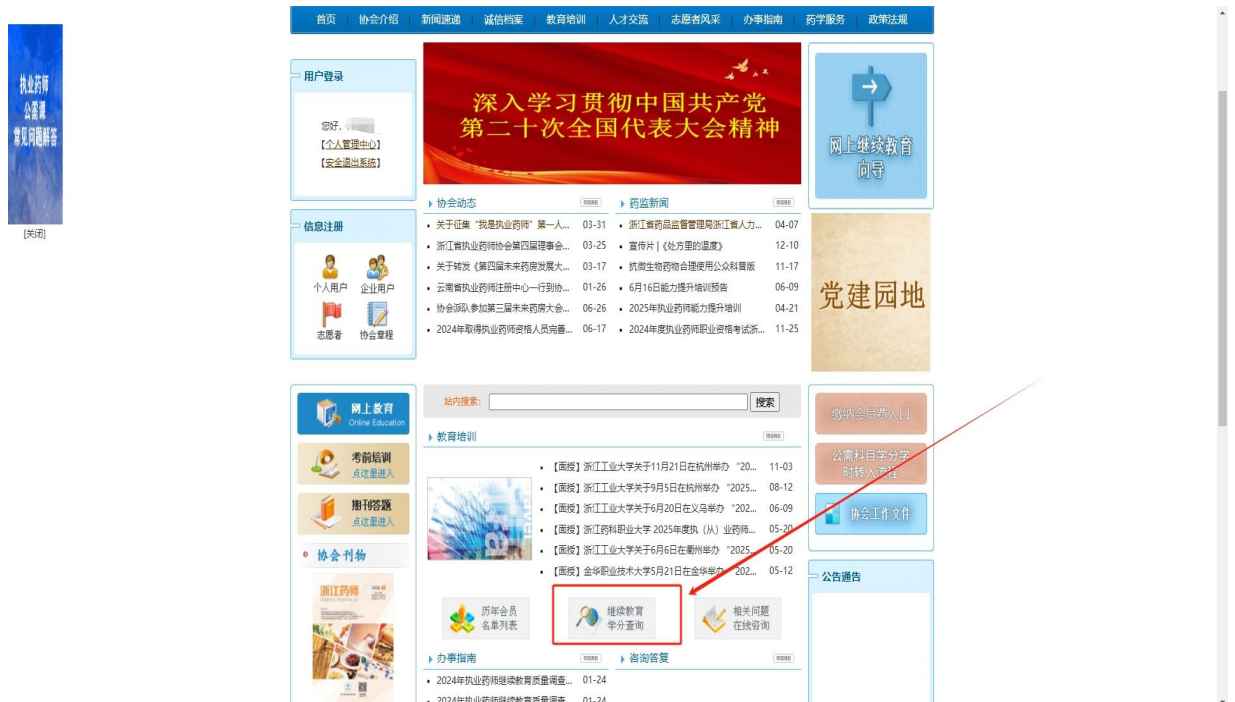 首页 协会介绍 新闻速递 诚信档案 教育培训 人才交流 志愿者风采 办事指南 药学服务 政策法规
执业药师
公需课
常见问题解答
[关闭]
用户登录
您好，
【个人管理中心】
【安全退出系统】
信息注册
个人用户 企业用户
志愿者 协会章程
深入学习贯彻中国共产党
第二十次全国代表大会精神
协会动态 MORE
关于征集“我是执业药师”第一人... 03-31
浙江省执业药师协会第四届理事会... 03-25
关于转发《第四届未来药房发展大... 03-17
云南省执业药师注册中心一行到协... 01-26
协会派队参加第三届未来药房大会... 06-26
2024年取得执业药师资格人员完善... 06-17
药监新闻 MORE
浙江省药品监督管理局浙江省人力... 04-07
宣传片 |《处方里的温度》 12-10
抗微生物药物合理使用公众科普版 11-17
6月16日能力提升培训预告 06-09
2025年执业药师能力提升培训 04-21
2024年度执业药师职业资格考试浙... 11-25
网上继续教育
向导
党建园地
网上教育
Online Education
考前培训
点这里进入
期刊答题
点这里进入
协会刊物
浙江药师
站内搜索： 搜索
教育培训 MORE
【面授】浙江工业大学关于11月21日在杭州举办 “20... 11-03
【面授】浙江工业大学关于9月5日在杭州举办 “2025... 08-12
【面授】浙江工业大学关于6月20日在义乌举办 “202... 06-09
【面授】浙江药科职业大学 2025年度执（从）业药师... 05-20
【面授】浙江工业大学关于6月6日在衢州举办 “2025... 05-20
【面授】金华职业技术大学5月21日在金华举办 “202... 05-12
历年会员
名单列表
继续教育
学分查询
相关问题
在线咨询
办事指南 MORE
2024年执业药师继续教育质量调查... 01-24
2024年执业药师继续教育质量调查... 01-24
咨询答复 MORE
缴纳会员费入口
公需科目学分学
时转入流程
协会工作文件
公告通告